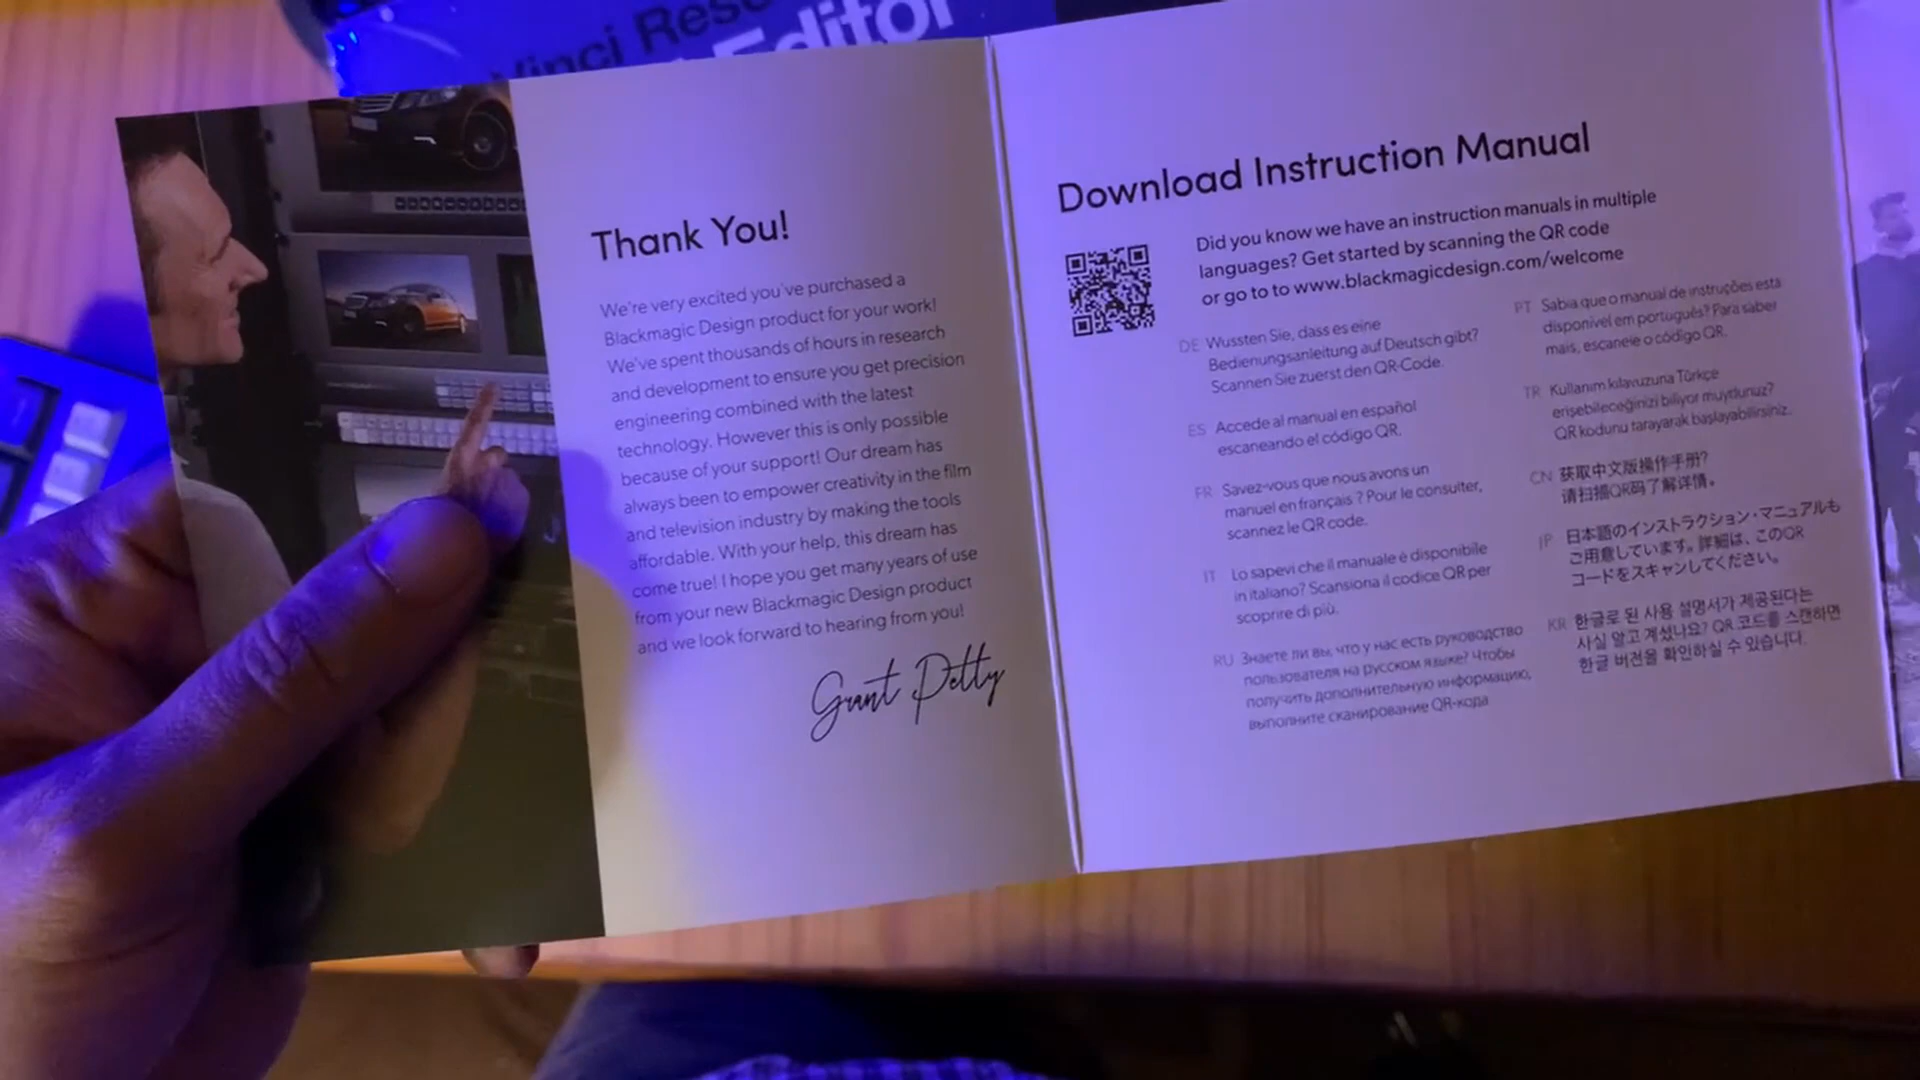 Vinci Reso
Editor
Thank You!
We're very excited you've purchased a
Blackmagic Design product for your work!
We've spent thousands of hours in research
and development to ensure you get precision
engineering combined with the latest
technology. However this is only possible
because of your support! Our dream has
always been to empower creativity in the film
and television industry by making the tools
affordable. With your help, this dream has
come true! I hope you get many years of use
from your new Blackmagic Design product
and we look forward to hearing from you!
Grant Petty
Download Instruction Manual
Did you know we have an instruction manuals in multiple
languages? Get started by scanning the QR code
or go to to www.blackmagicdesign.com/welcome
DE Wussten Sie, dass es eine
Bedienungsanleitung auf Deutsch gibt?
Scannen Sie zuerst den QR-Code.
ES Accede al manual en español
escaneando el código QR.
FR Savez-vous que nous avons un
manuel en français ? Pour le consulter,
scannez le QR code.
IT Lo sapevi che il manuale è disponibile
in italiano? Scansiona il codice QR per
scoprire di più.
RU Знаете ли вы, что у нас есть руководство
пользователя на русском языке? Чтобы
получить дополнительную информацию,
выполните сканирование QR-кода
PT Sabia que o manual de instruções está
disponível em português? Para saber
mais, escaneie o código QR.
TR Kullanım kılavuzuna Türkçe
erişebileceğinizi biliyor muydunuz?
QR kodunu tarayarak başlayabilirsiniz.
CN 获取中文版操作手册?
请扫描QR码了解详情。
JP 日本語のインストラクション・マニュアルも
ご用意しています。詳細は、このQR
コードをスキャンしてください。
KR 한글로 된 사용 설명서가 제공된다는
사실 알고 계셨나요? QR 코드를 스캔하면
한글 버전을 확인하실 수 있습니다.